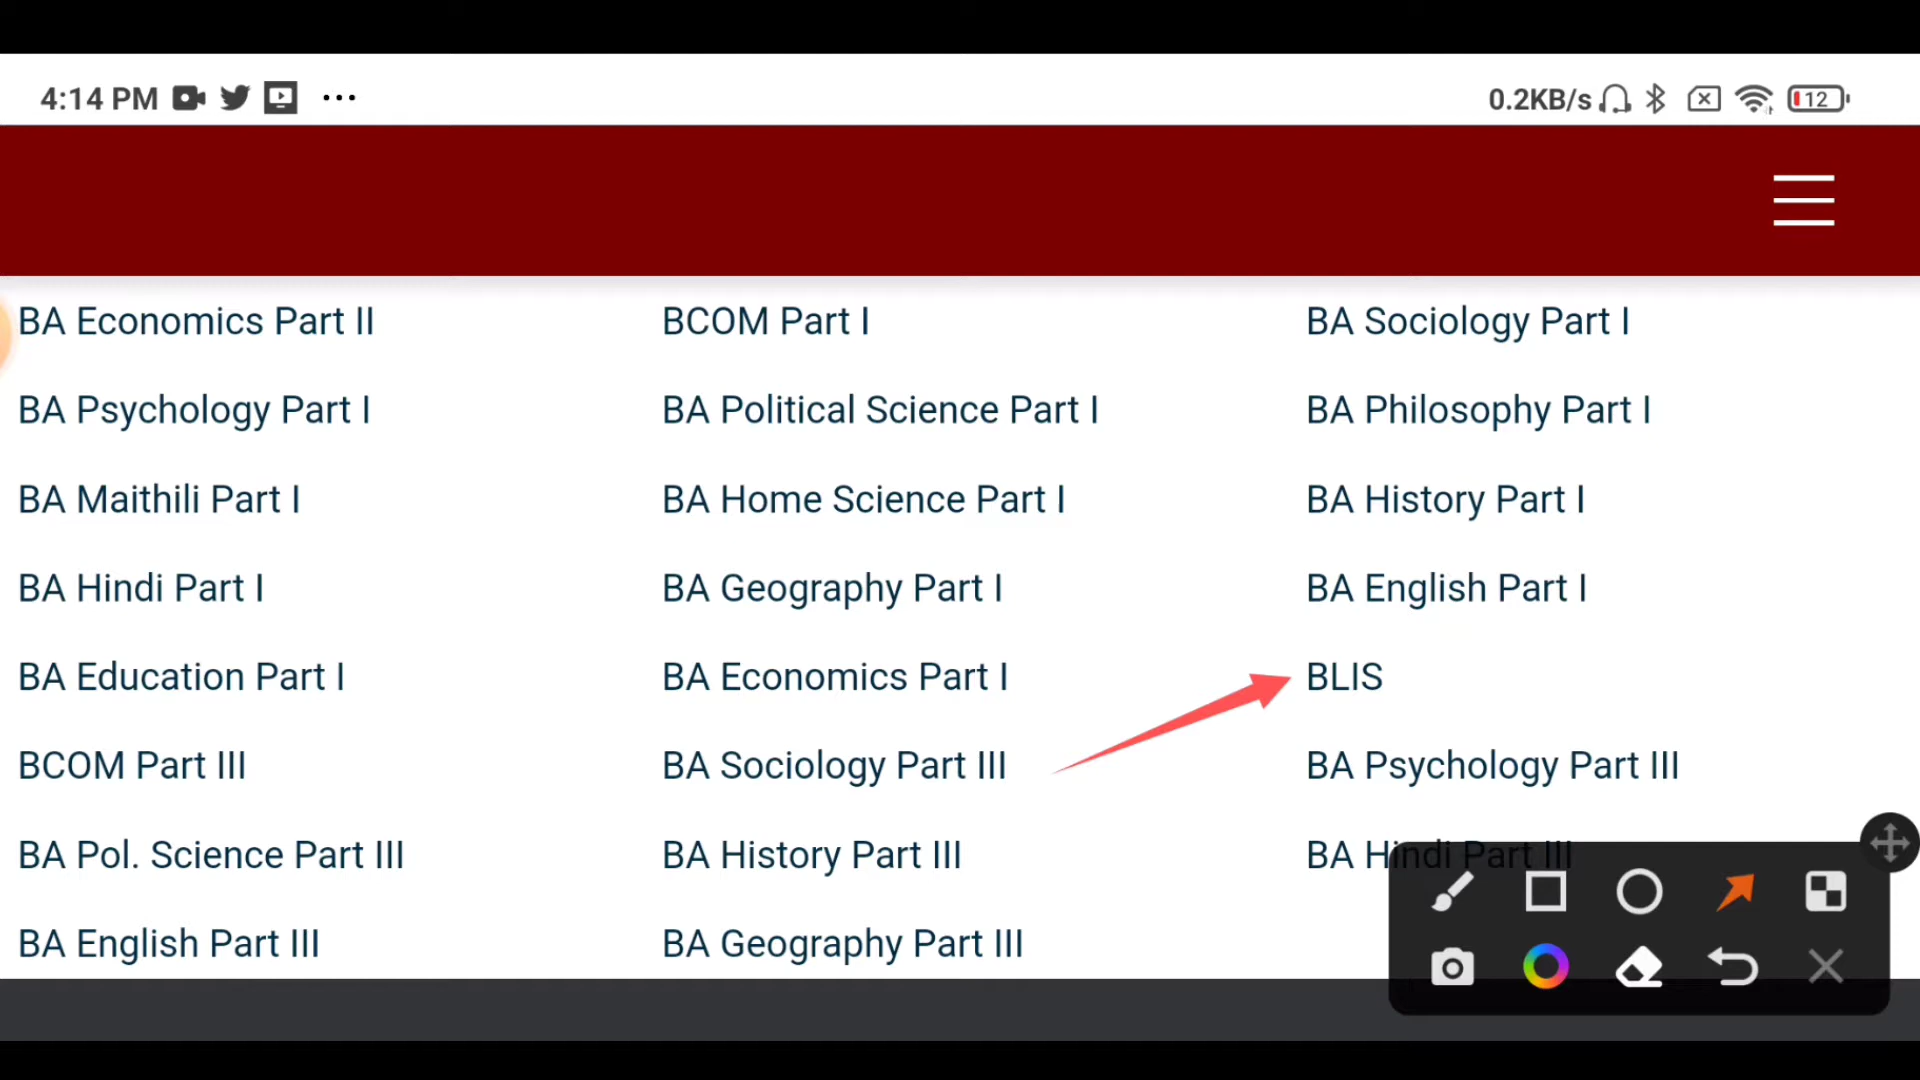 4:14 PM 0.2KB/s 12
BA Economics Part II BCOM Part I BA Sociology Part I
BA Psychology Part I BA Political Science Part I BA Philosophy Part I
BA Maithili Part I BA Home Science Part I BA History Part I
BA Hindi Part I BA Geography Part I BA English Part I
BA Education Part I BA Economics Part I BLIS
BCOM Part III BA Sociology Part III BA Psychology Part III
BA Pol. Science Part III BA History Part III BA Hindi Part III
BA English Part III BA Geography Part III